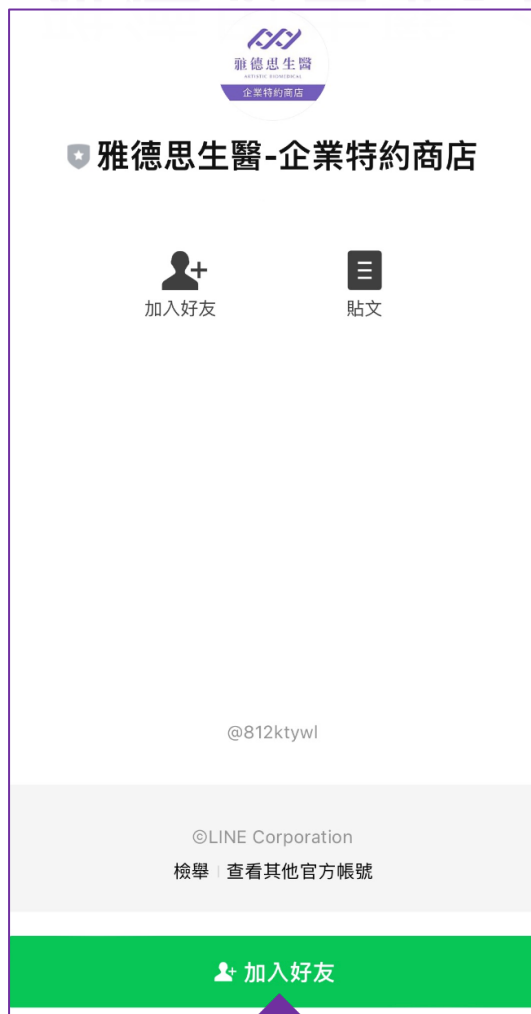 雅德思生醫
ARTISTIC BIOMEDICAL
企業特約商店
雅德思生醫-企業特約商店
加入好友
貼文
@812ktywl
©LINE Corporation
檢舉 | 查看其他官方帳號
加入好友